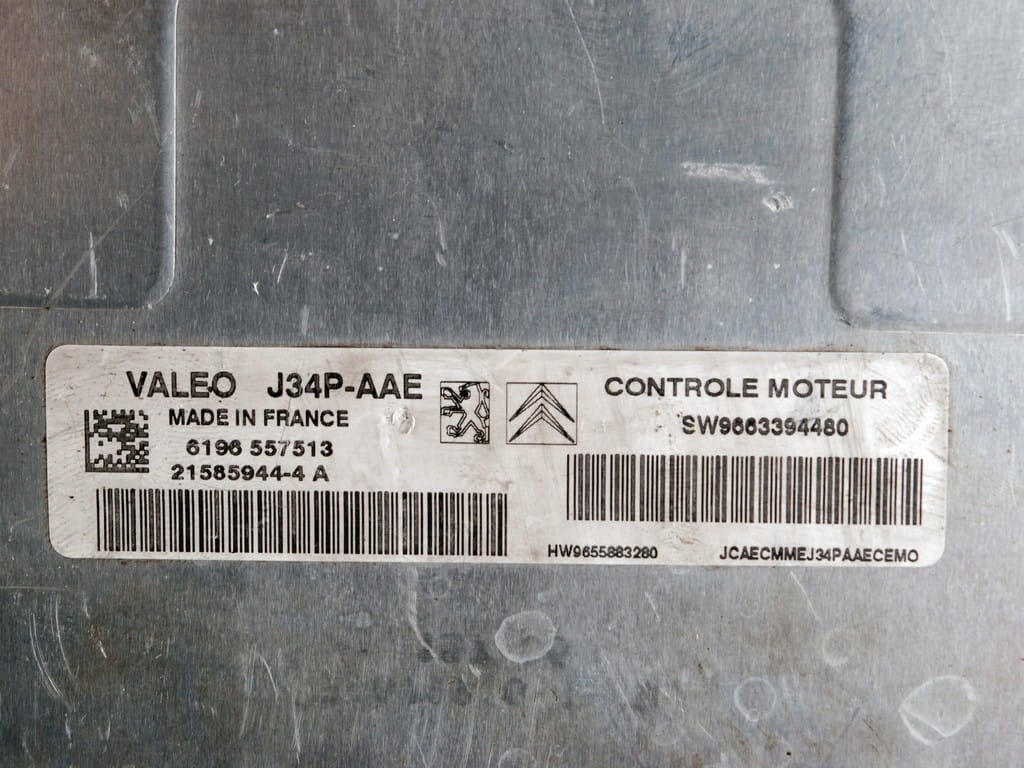 VALEO J34P-AAE
MADE IN FRANCE
6196 557513
21585944-4 A
CONTROLE MOTEUR
SW9663394480
HW9655883280
JCAECMMEJ34PAAECEMO